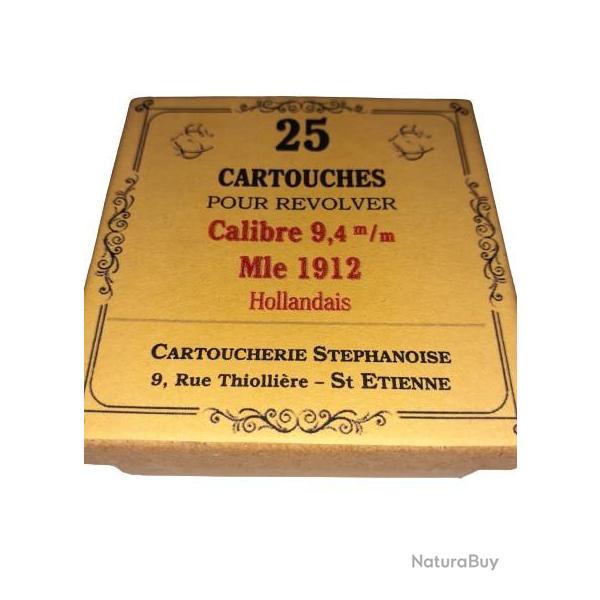 25
CARTOUCHES
POUR REVOLVER
Calibre 9,4 m/m
Mle 1912
Hollandais
CARTOUCHERIE STEPHANOISE
9, Rue Thiollière – St ETIENNE
NaturaBuy